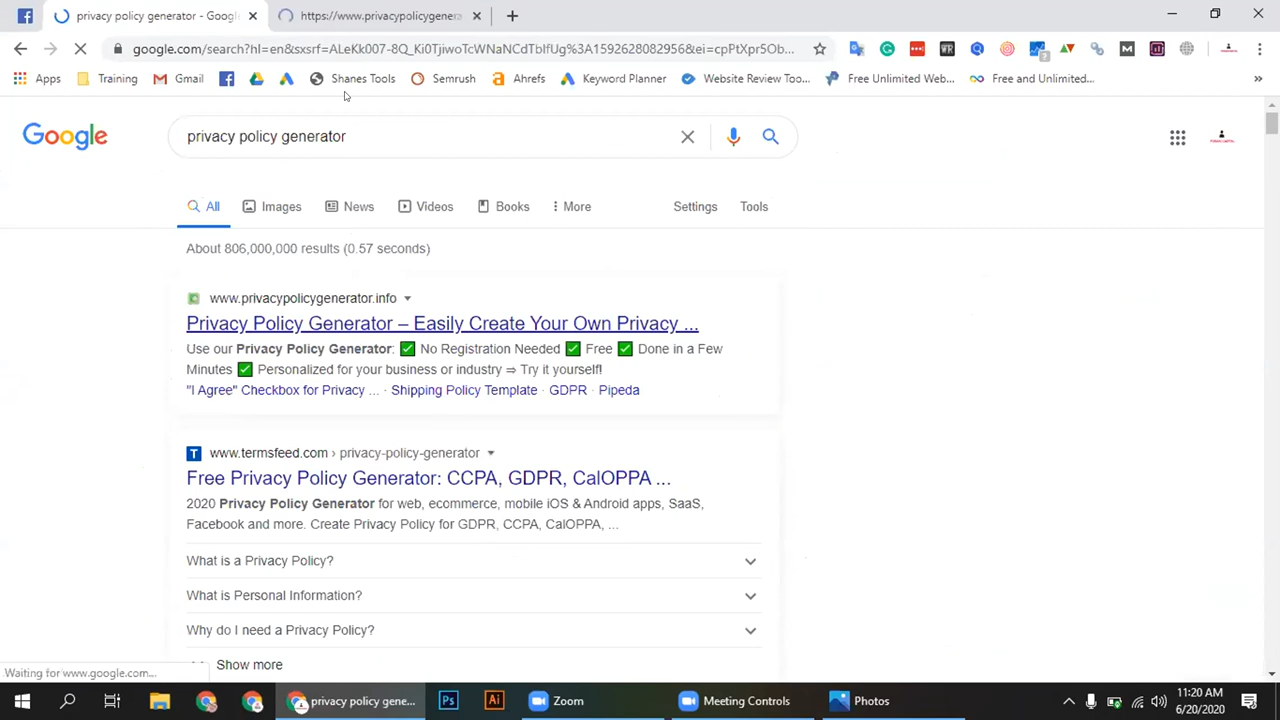 privacy policy generator - Googl
https://www.privacypolicygenera
google.com/search?hl=en&sxsrf=ALeKk007-8Q_Ki0TjiwoTcWNaNCdTbIfUg%3A1592628082956&ei=cpPtXpr5Ob...
Apps
Training
Gmail
Shanes Tools
Semrush
Ahrefs
Keyword Planner
Website Review Too...
Free Unlimited Web...
Free and Unlimited...
Google
privacy policy generator
All
Images
News
Videos
Books
More
Settings
Tools
About 806,000,000 results (0.57 seconds)
www.privacypolicygenerator.info
Privacy Policy Generator – Easily Create Your Own Privacy ...
Use our Privacy Policy Generator: ✅ No Registration Needed ✅ Free ✅ Done in a Few
Minutes ✅ Personalized for your business or industry ⇒ Try it yourself!
"I Agree" Checkbox for Privacy ... · Shipping Policy Template · GDPR · Pipeda
www.termsfeed.com › privacy-policy-generator
Free Privacy Policy Generator: CCPA, GDPR, CalOPPA ...
2020 Privacy Policy Generator for web, ecommerce, mobile iOS & Android apps, SaaS,
Facebook and more. Create Privacy Policy for GDPR, CCPA, CalOPPA, ...
What is a Privacy Policy?
What is Personal Information?
Why do I need a Privacy Policy?
Show more
Waiting for www.google.com...
privacy policy gene...
Ps
Ai
Zoom
Meeting Controls
Photos
11:20 AM
6/20/2020